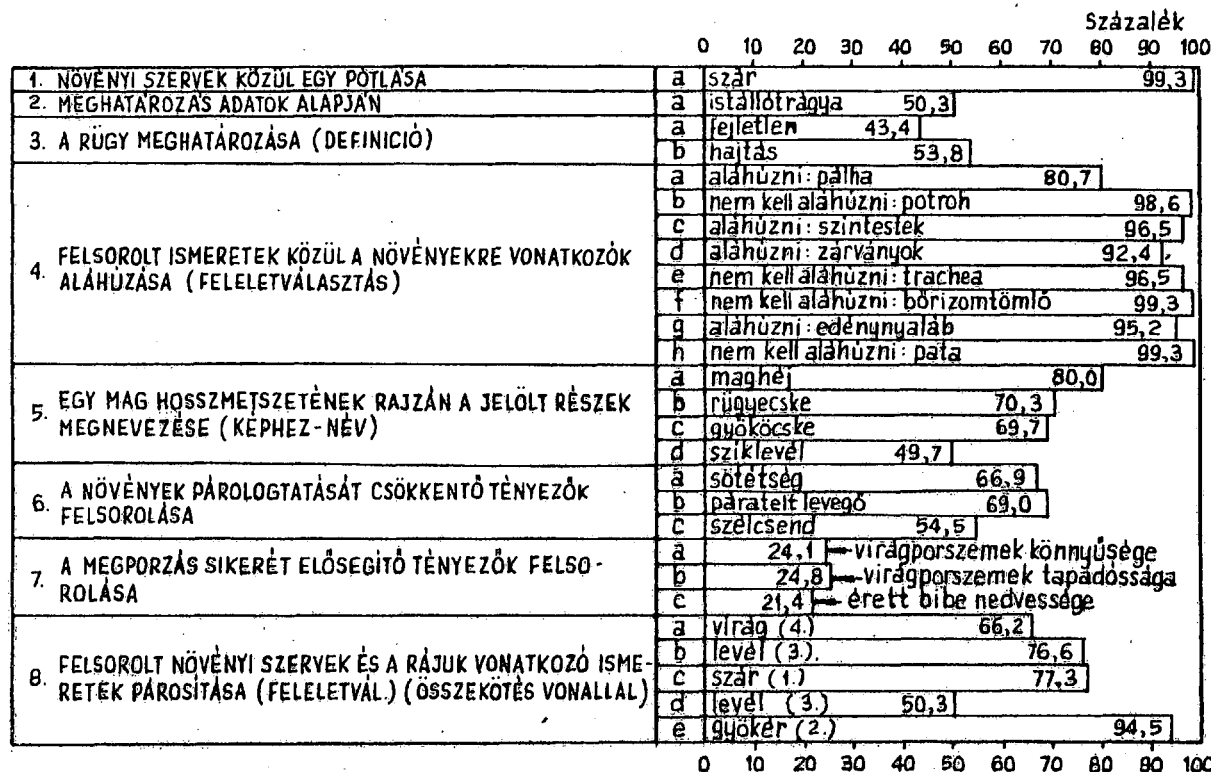 Százalék
0 10 20 30 40 50 60 70 80 90 100
1. NÖVÉNYI SZERVEK KÖZÜL EGY PÓTLÁSA
a szár 99,3
2. MEGHATÁROZÁS ADATOK ALAPJÁN
a istállótrágya 50,3
3. A RÜGY MEGHATÁROZÁSA (DEFINICIÓ)
a fejletlen 43,4
b hajtás 53,8
4. FELSOROLT ISMERETEK KÖZÜL A NÖVÉNYEKRE VONATKOZÓK
ALÁHÚZÁSA (FELELETVÁLASZTÁS)
a aláhúzni: pálha 80,7
b nem kell aláhúzni: potroh 98,6
c aláhúzni: színtestek 96,5
d aláhúzni: zárványok 92,4
e nem kell aláhúzni: trachea 96,5
f nem kell aláhúzni: bőrizomtömlő 99,3
g aláhúzni: edénynyaláb 95,2
h nem kell aláhúzni: pata 99,3
5. EGY MAG HOSSZMETSZETÉNEK RAJZÁN A JELÖLT RÉSZEK
MEGNEVEZÉSE (KÉPHEZ-NÉV)
a maghéj 80,0
b rügyecske 70,3
c gyököcske 69,7
d sziklevél 49,7
6. A NÖVÉNYEK PÁROLOGTATÁSÁT CSÖKKENTŐ TÉNYEZŐK
FELSOROLÁSA
a sötétség 66,9
b páratelt levegő 69,0
c szélcsend 54,5
7. A MEGPORZÁS SIKERÉT ELŐSEGÍTŐ TÉNYEZŐK FELSO-
ROLÁSA
a 24,1 virágporszemek könnyűsége
b 24,8 virágporszemek tapadóssága
c 21,4 érett bibe nedvessége
8. FELSOROLT NÖVÉNYI SZERVEK ÉS A RÁJUK VONATKOZÓ ISME-
RETEK PÁROSÍTÁSA (FELELETVÁL.) (ÖSSZEKÖTÉS VONALLAL)
a virág (4.) 66,2
b levél (3.). 76,6
c szár (1.) 77,3
d levél (3.) 50,3
e gyökér (2.) 94,5
0 10 20 30 40 50 60 70 80 90 100